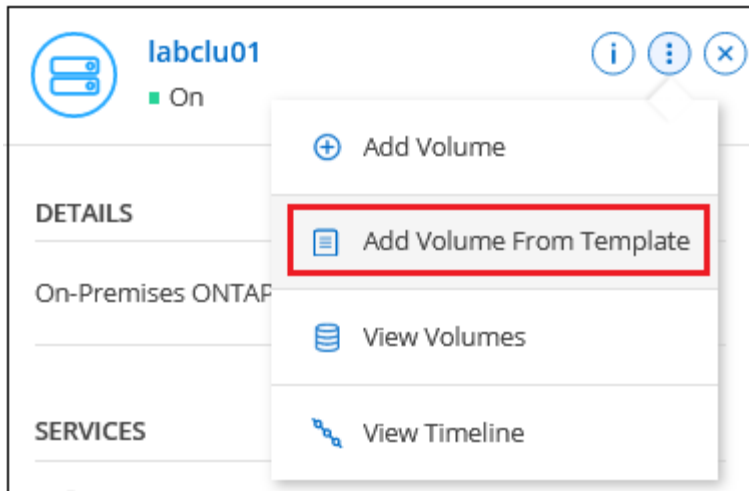 labclu01
On
Add Volume
DETAILS
Add Volume From Template
On-Premises ONTAP
View Volumes
SERVICES
View Timeline